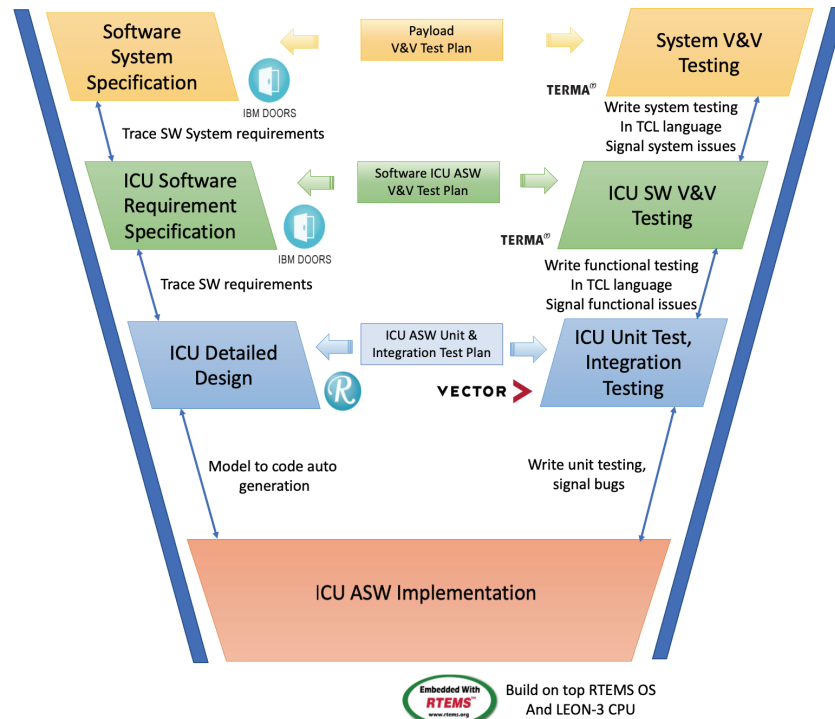 Software
System
Specification
IBM DOORS
Payload
V&V Test Plan
System V&V
Testing
TERMA
Trace SW System requirements
Write system testing
In TCL language
Signal system issues
ICU Software
Requirement
Specification
IBM DOORS
Software ICU ASW
V&V Test Plan
ICU SW V&V
Testing
TERMA
Trace SW requirements
Write functional testing
In TCL language
Signal functional issues
ICU Detailed
Design
R
ICU ASW Unit &
Integration Test Plan
VECTOR
ICU Unit Test,
Integration
Testing
Model to code auto
generation
Write unit testing,
signal bugs
ICU ASW Implementation
Embedded With
RTEMS™
www.rtems.org
Build on top RTEMS OS
And LEON-3 CPU